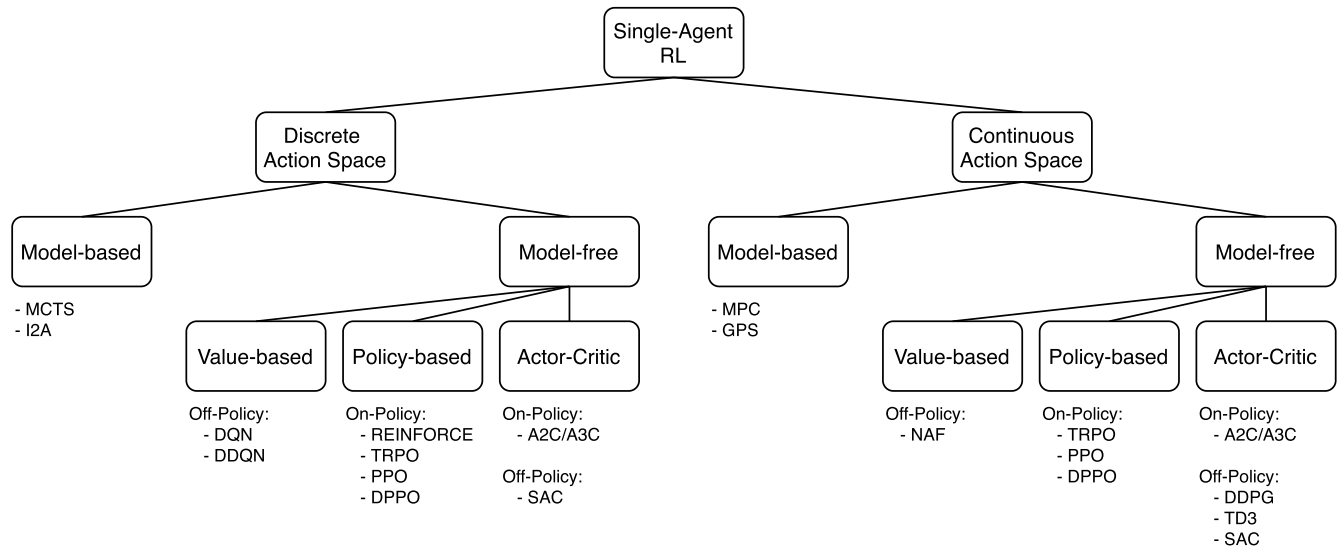 Single-Agent
RL
Discrete
Action Space
Continuous
Action Space
Model-based
Model-free
Model-based
Model-free
- MCTS
- I2A
- MPC
- GPS
Value-based
Policy-based
Actor-Critic
Value-based
Policy-based
Actor-Critic
Off-Policy:
- DQN
- DDQN
On-Policy:
- REINFORCE
- TRPO
- PPO
- DPPO
On-Policy:
- A2C/A3C
Off-Policy:
- SAC
Off-Policy:
- NAF
On-Policy:
- TRPO
- PPO
- DPPO
On-Policy:
- A2C/A3C
Off-Policy:
- DDPG
- TD3
- SAC